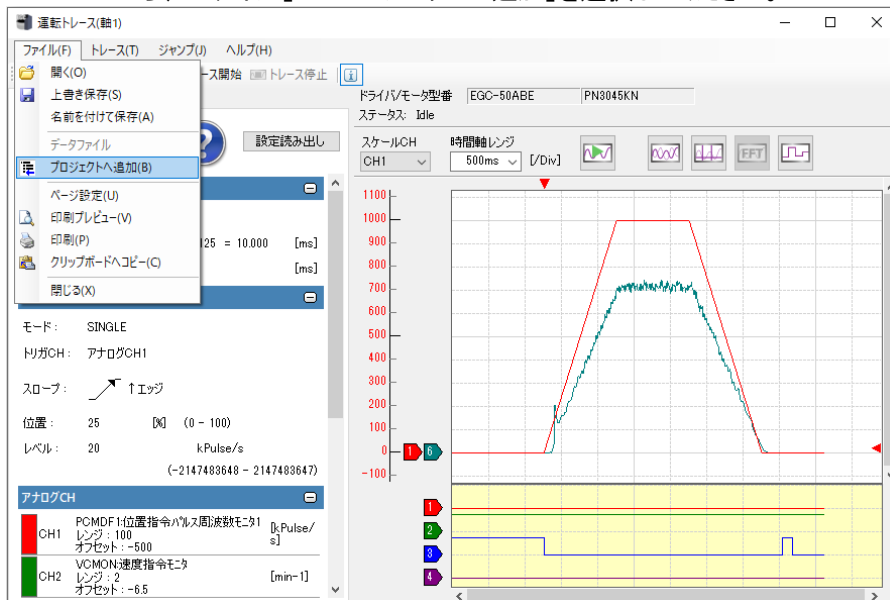 運転トレース(軸1)
ファイル(F) トレース(T) ジャンプ(J) ヘルプ(H)
開く(O)
上書き保存(S)
名前を付けて保存(A)
データファイル
プロジェクトへ追加(B)
ページ設定(U)
印刷プレビュー(V)
印刷(P)
クリップボードへコピー(C)
閉じる(X)
ース開始 トレース停止
設定読み出し
125 = 10.000 [ms]
[ms]
モード: SINGLE
トリガCH: アナログCH1
スロープ: ↑エッジ
位置: 25 [%] (0 - 100)
レベル: 20 kPulse/s
(-2147483648 - 2147483647)
アナログCH
CH1 PCMDF1:位置指令パルス周波数モニタ1 [kPulse/s]
レンジ : 100
オフセット : -500
CH2 VCMON:速度指令モニタ [min-1]
レンジ : 2
オフセット : -6.5
ドライバ/モータ型番 EGC-50ABE PN3045KN
ステータス: Idle
スケールCH 時間軸レンジ
CH1 500ms [/Div] FFT
1100
1000
900
800
700
600
500
400
300
200
100
0 1 6
-100
1
2
3
4